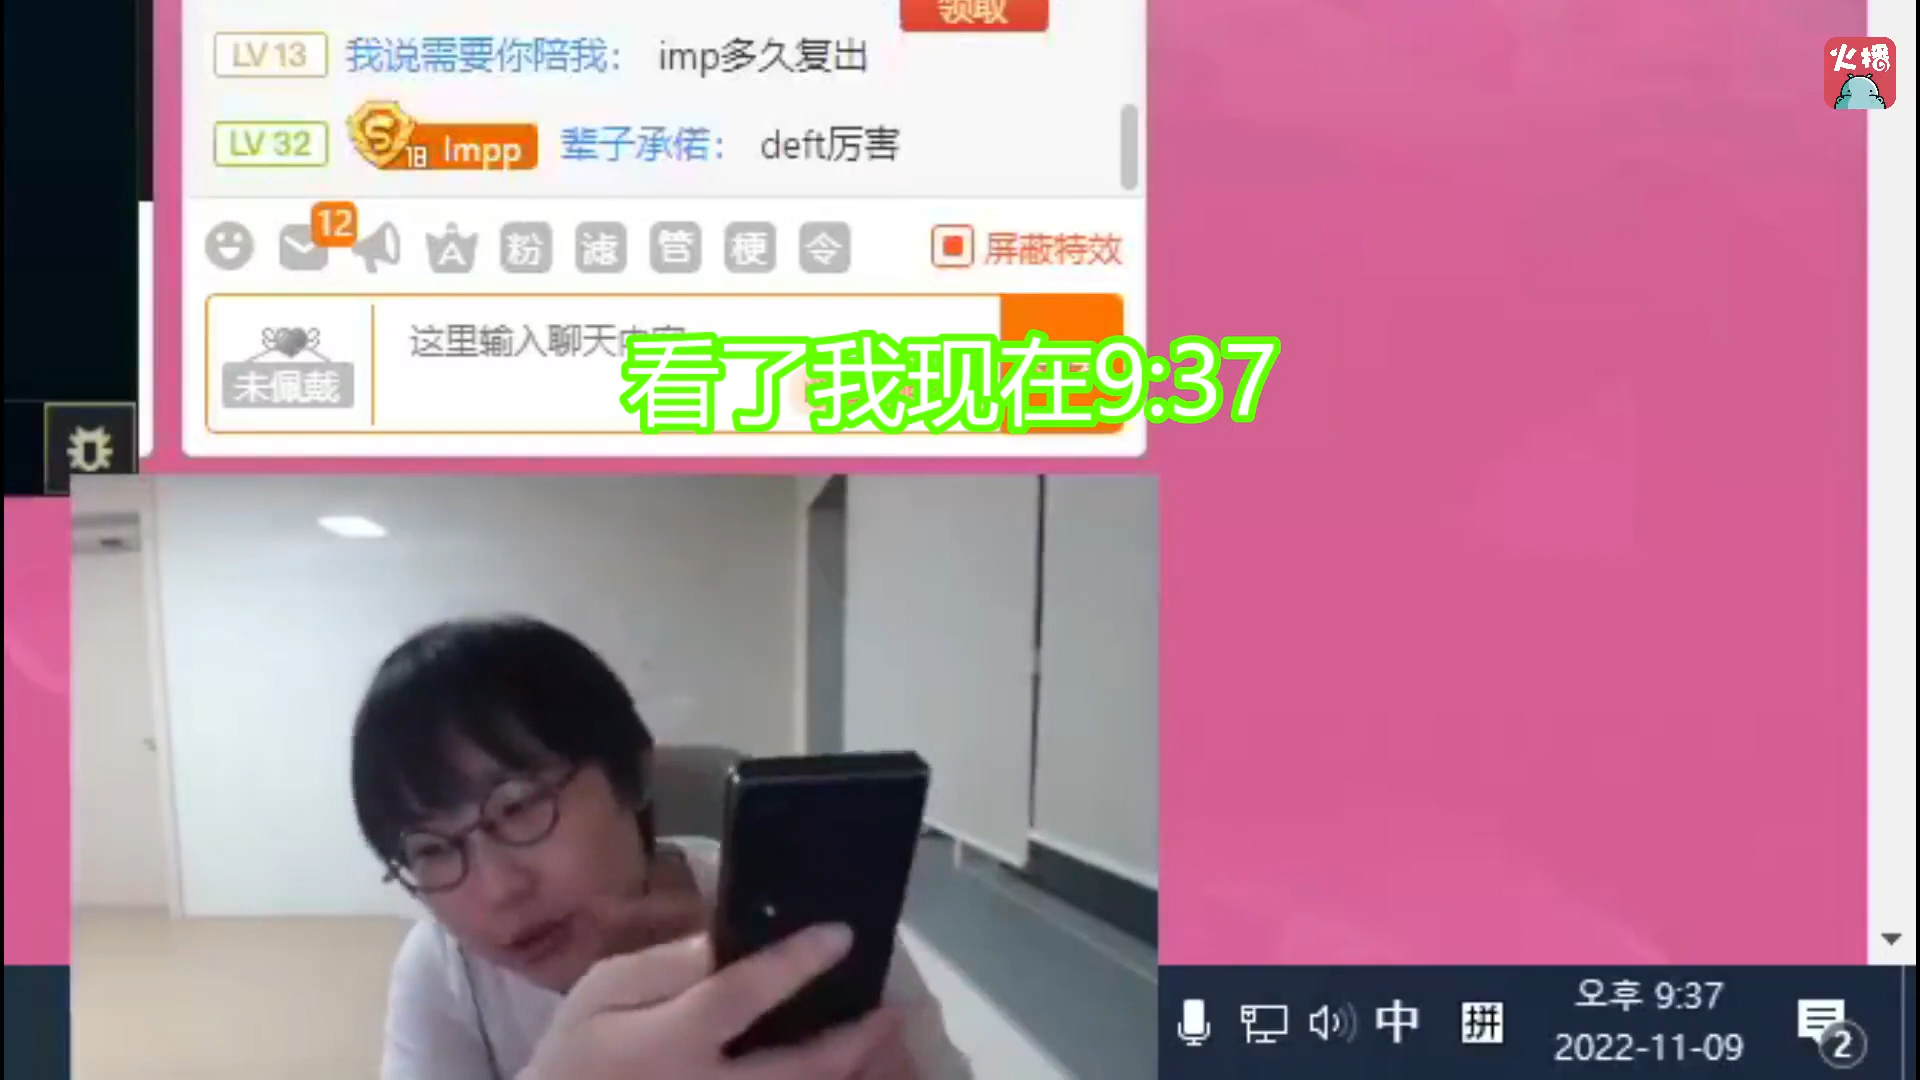 领取
火播
LV 13 我说需要你陪我： imp多久复出
LV 32 18 Impp 辈子承偌： deft厉害
12
粉 滤 管 梗 令 屏蔽特效
这里输入聊天内容
未佩戴
看了我现在9:37
中 拼
오후 9:37
2022-11-09
2